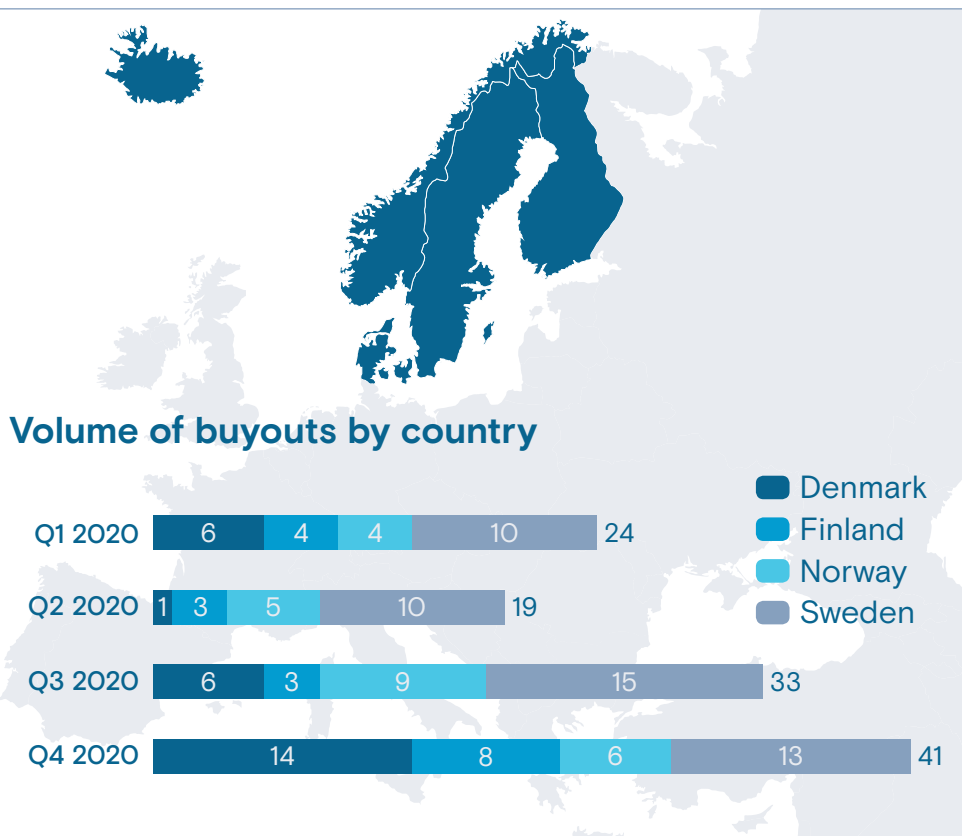 Volume of buyouts by country
Denmark
Finland
Norway
Sweden
Q1 2020 6 4 4 10 24
Q2 2020 1 3 5 10 19
Q3 2020 6 3 9 15 33
Q4 2020 14 8 6 13 41